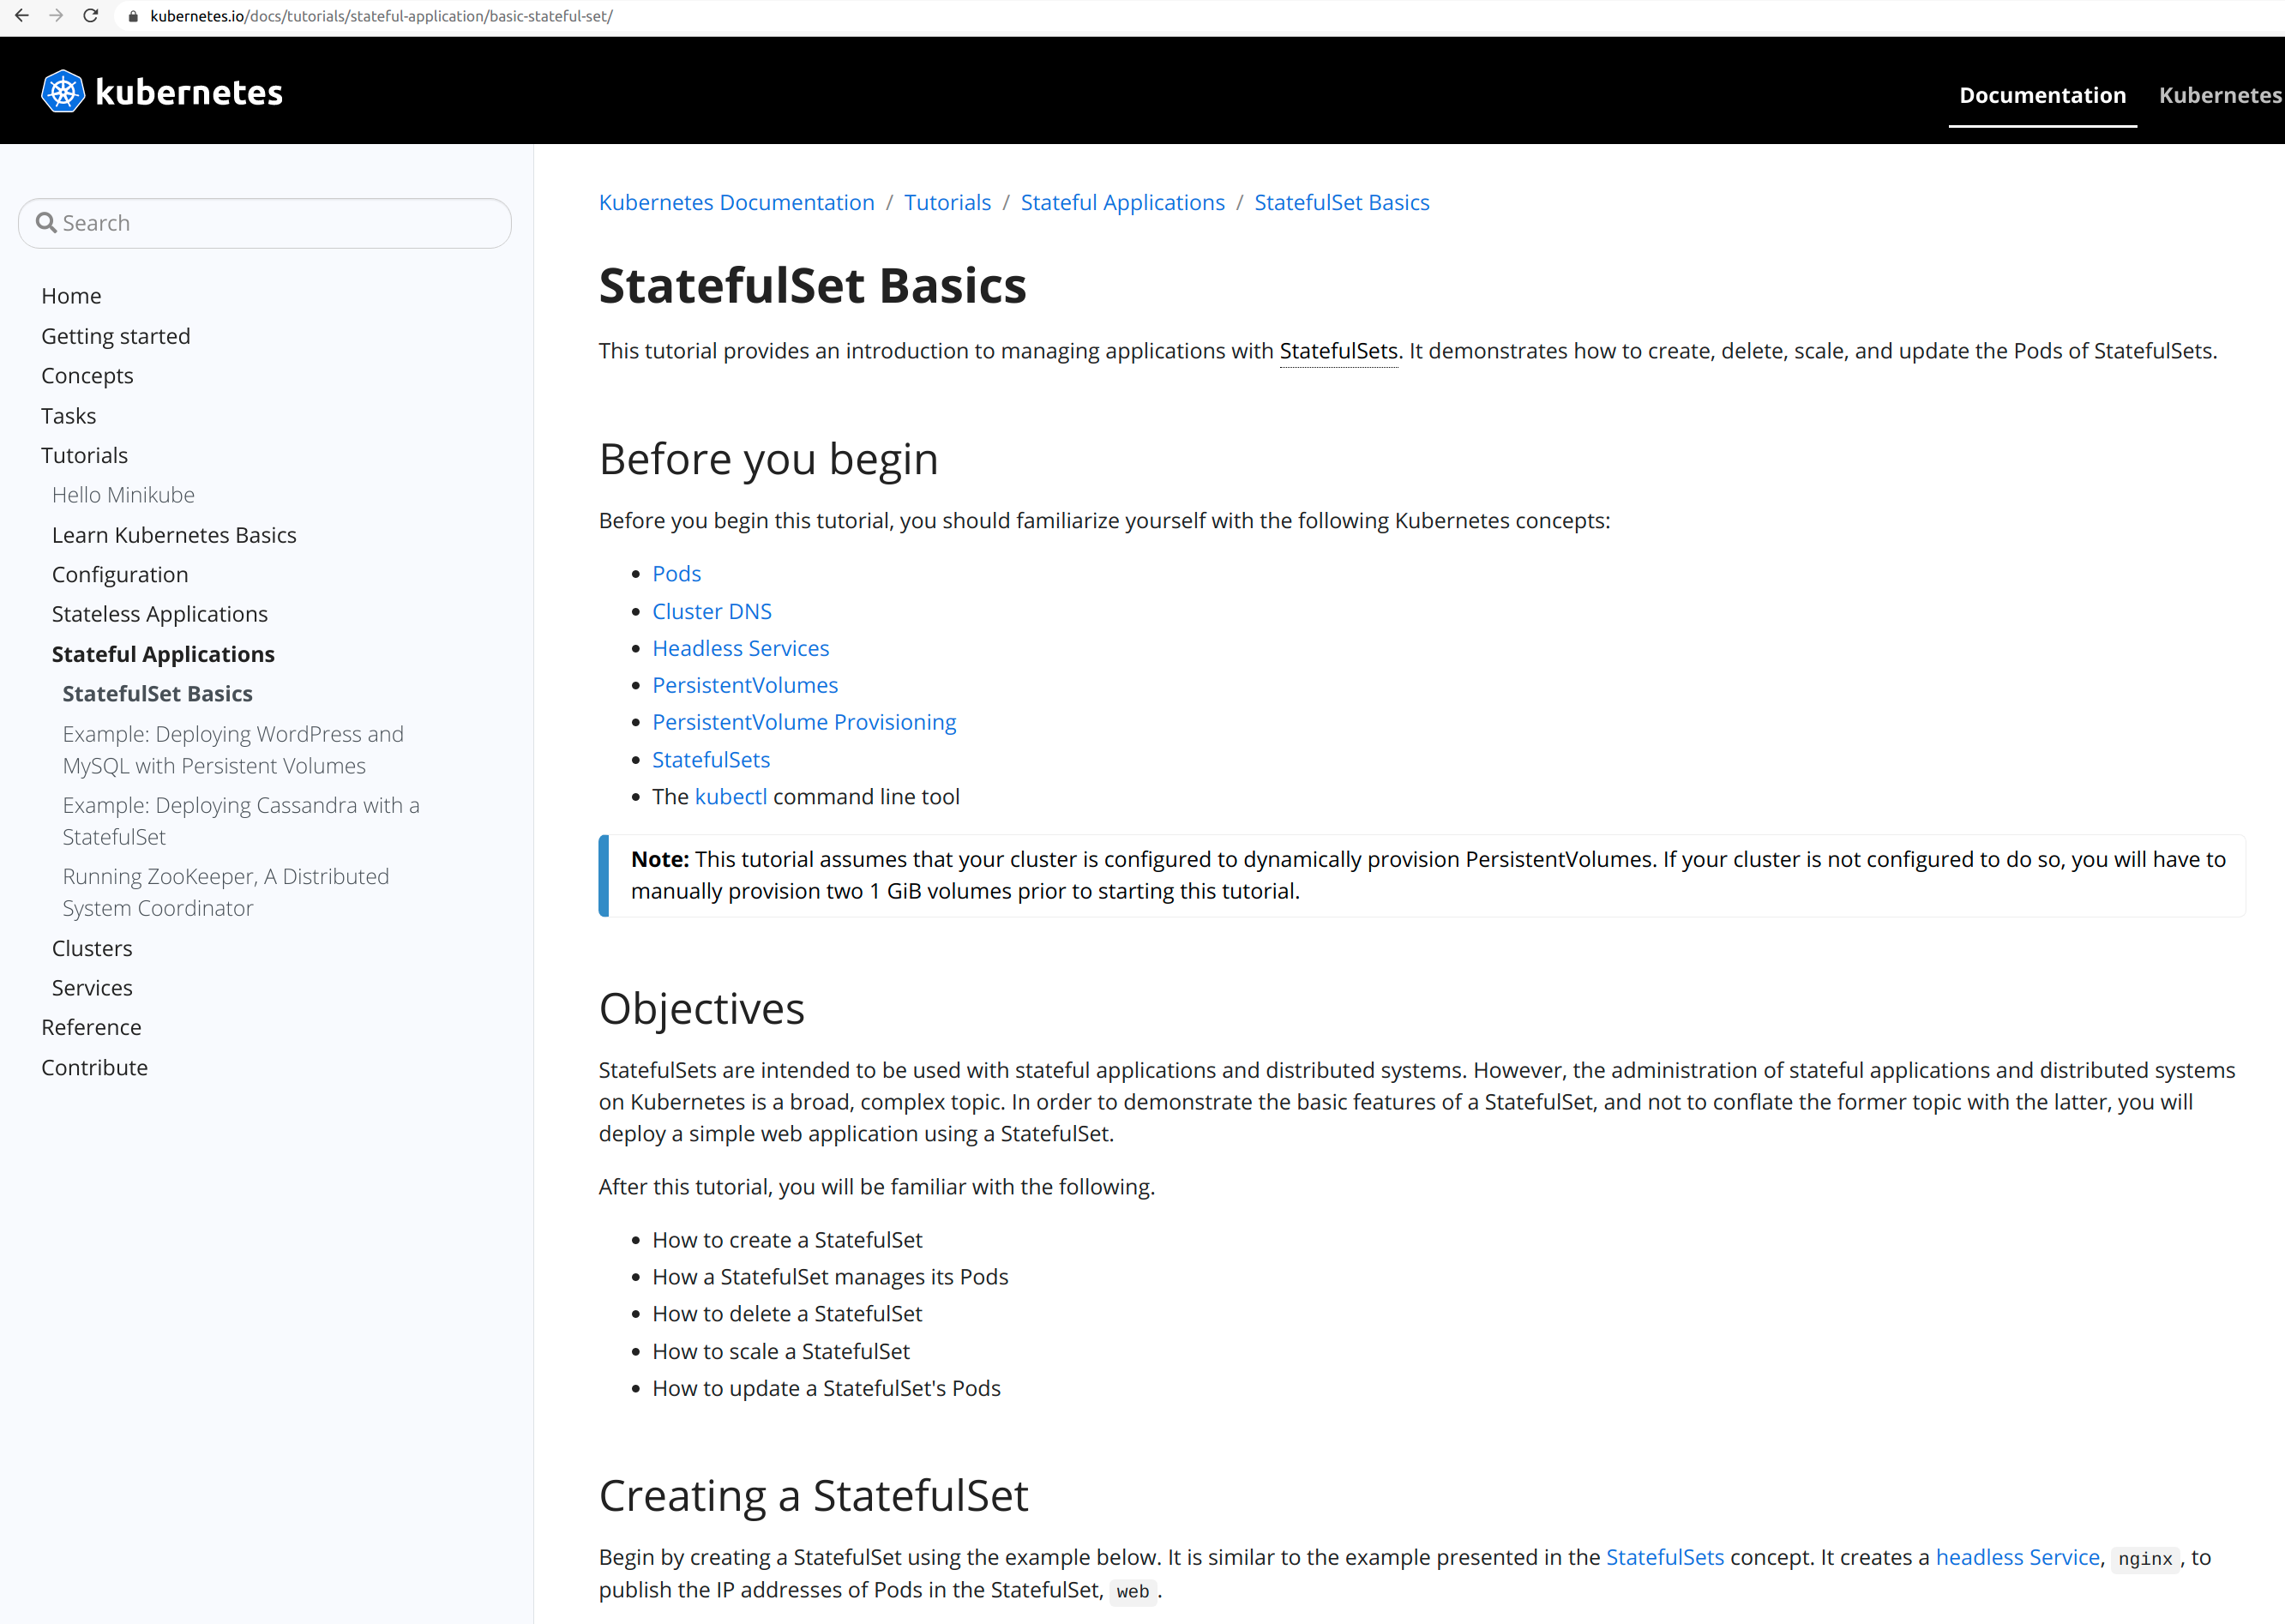 kubernetes.io/docs/tutorials/stateful-application/basic-stateful-set/
kubernetes
Documentation
Kubernetes
Search
Home
Getting started
Concepts
Tasks
Tutorials
Hello Minikube
Learn Kubernetes Basics
Configuration
Stateless Applications
Stateful Applications
StatefulSet Basics
Example: Deploying WordPress and
MySQL with Persistent Volumes
Example: Deploying Cassandra with a
StatefulSet
Running ZooKeeper, A Distributed
System Coordinator
Clusters
Services
Reference
Contribute
Kubernetes Documentation / Tutorials / Stateful Applications / StatefulSet Basics
StatefulSet Basics
This tutorial provides an introduction to managing applications with StatefulSets. It demonstrates how to create, delete, scale, and update the Pods of StatefulSets.
Before you begin
Before you begin this tutorial, you should familiarize yourself with the following Kubernetes concepts:
• Pods
• Cluster DNS
• Headless Services
• PersistentVolumes
• PersistentVolume Provisioning
• StatefulSets
• The kubectl command line tool
Note: This tutorial assumes that your cluster is configured to dynamically provision PersistentVolumes. If your cluster is not configured to do so, you will have to
manually provision two 1 GiB volumes prior to starting this tutorial.
Objectives
StatefulSets are intended to be used with stateful applications and distributed systems. However, the administration of stateful applications and distributed systems
on Kubernetes is a broad, complex topic. In order to demonstrate the basic features of a StatefulSet, and not to conflate the former topic with the latter, you will
deploy a simple web application using a StatefulSet.
After this tutorial, you will be familiar with the following.
• How to create a StatefulSet
• How a StatefulSet manages its Pods
• How to delete a StatefulSet
• How to scale a StatefulSet
• How to update a StatefulSet's Pods
Creating a StatefulSet
Begin by creating a StatefulSet using the example below. It is similar to the example presented in the StatefulSets concept. It creates a headless Service, nginx , to
publish the IP addresses of Pods in the StatefulSet, web .